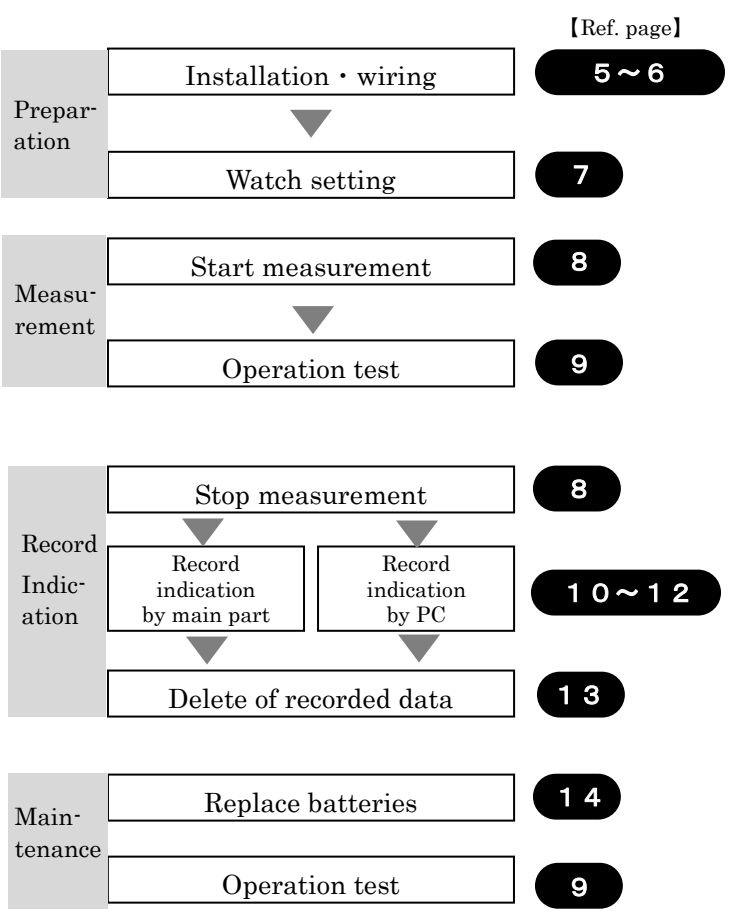 【Ref. page】
Installation・wiring
5～6
Prepar-
ation
Watch setting
7
Start measurement
8
Measu-
rement
Operation test
9
Stop measurement
8
Record
Indic-
ation
Record
indication
by main part
Record
indication
by PC
１０～１２
Delete of recorded data
１３
Replace batteries
１４
Main-
tenance
Operation test
9